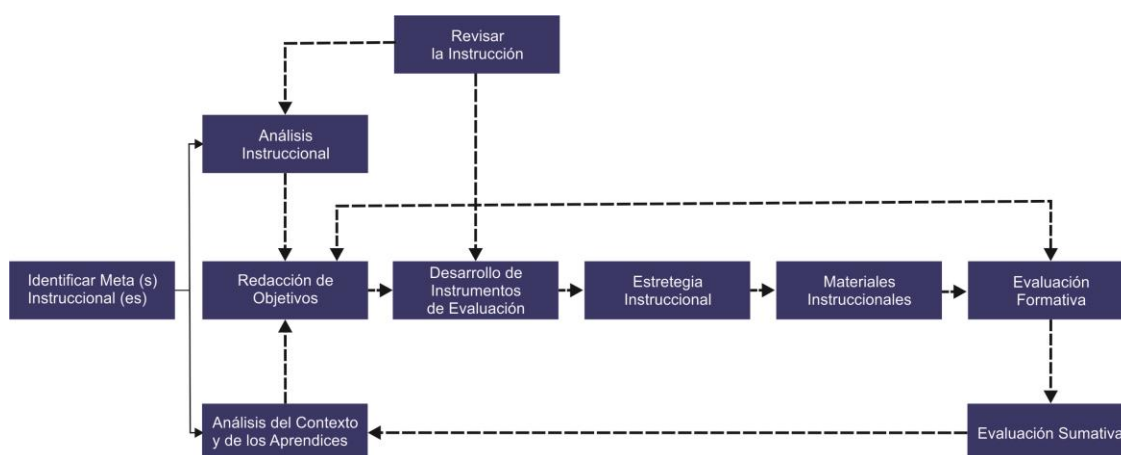 Revisar
la Instrucción
Análisis
Instruccional
Identificar Meta (s)
Instruccional (es)
Redacción de
Objetivos
Desarrollo de
Instrumentos
de Evaluación
Estretegia
Instruccional
Materiales
Instruccionales
Evaluación
Formativa
Análisis del Contexto
y de los Aprendices
Evaluación Sumativa